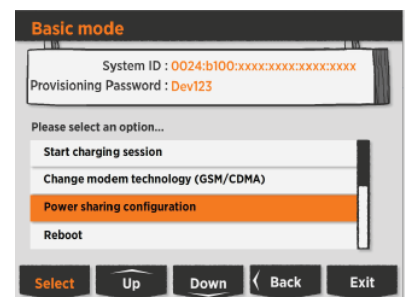 Basic mode
System ID : 0024:b100:xxxx:xxxx:xxxx:xxxx
Provisioning Password : Dev123
Please select an option...
Start charging session
Change modem technology (GSM/CDMA)
Power sharing configuration
Reboot
Select Up Down Back Exit